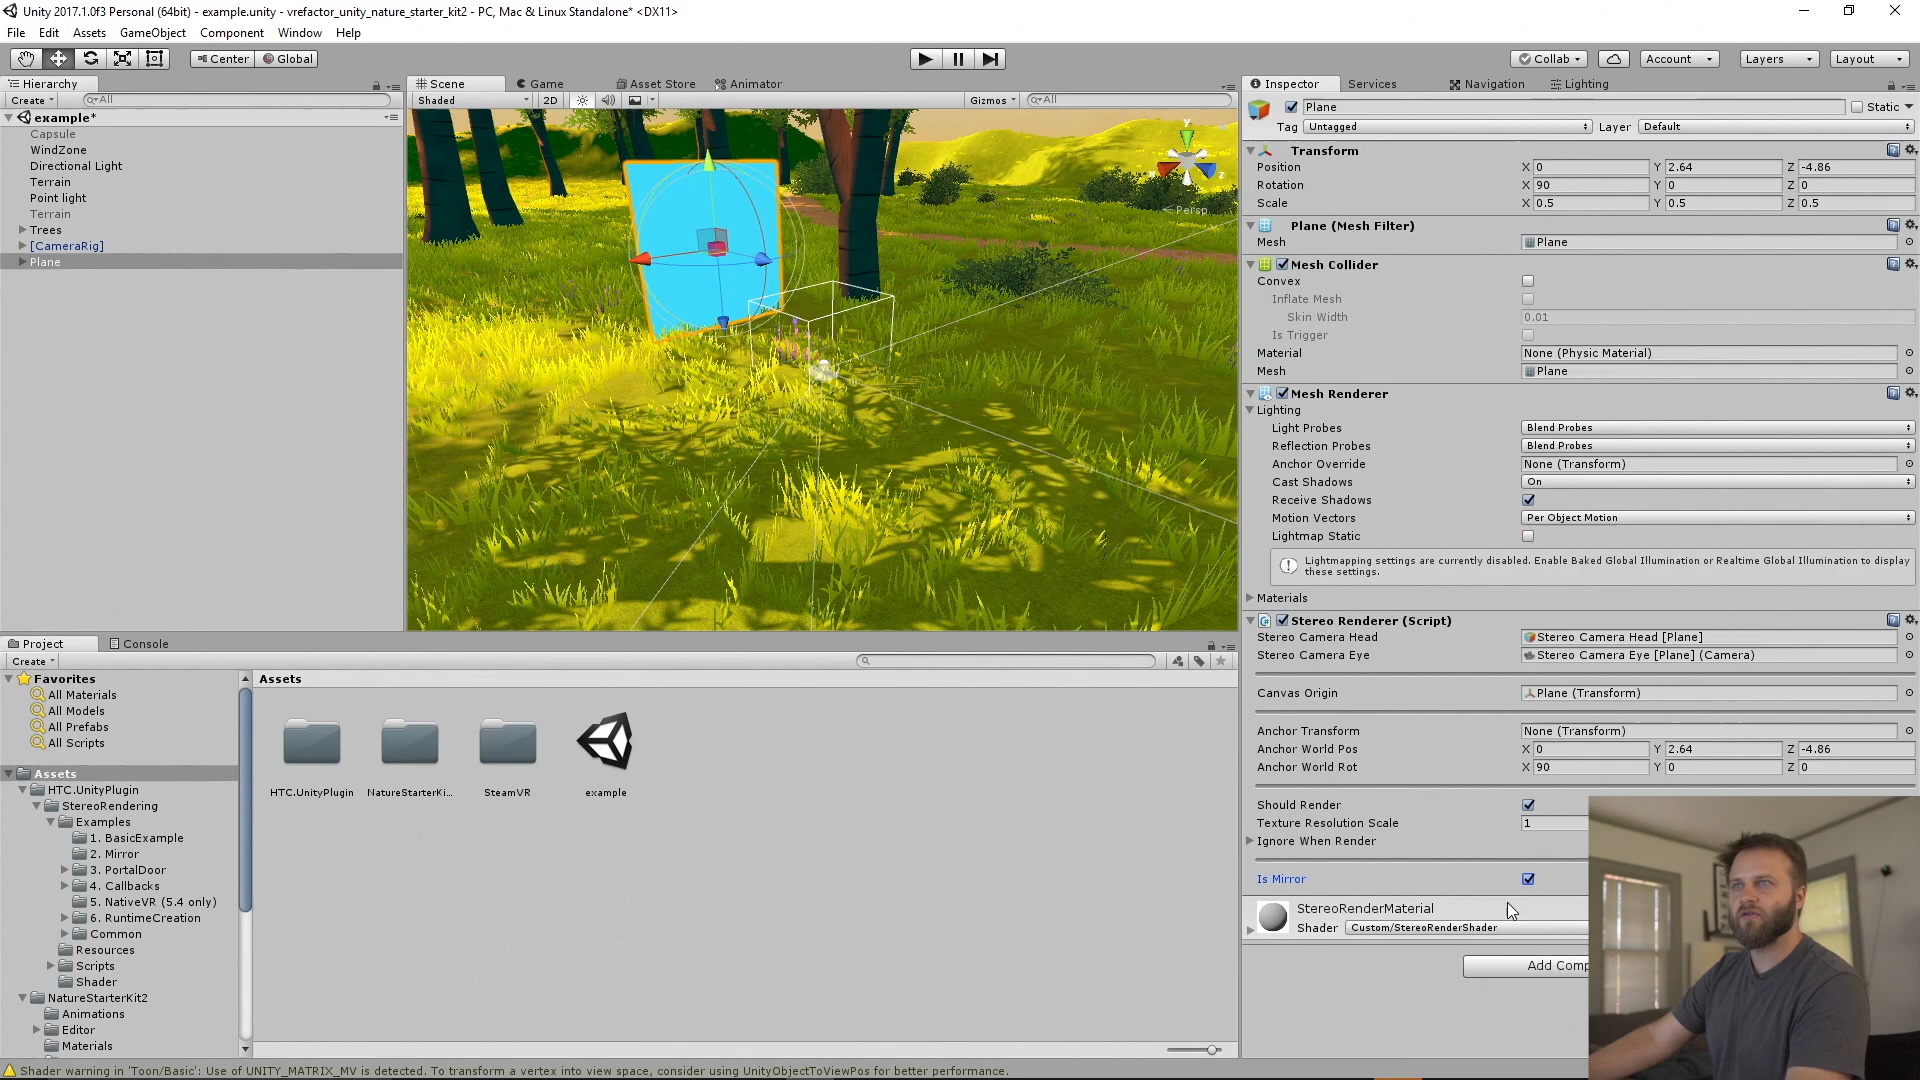 Unity 2017.1.0f3 Personal (64bit) - example.unity - vrefactor_unity_nature_starter_kit2 - PC, Mac & Linux Standalone* <DX11>
File Edit Assets GameObject Component Window Help
Center Global Collab Account Layers Layout
Hierarchy
Create All
example*
Capsule
WindZone
Directional Light
Terrain
Point light
Terrain
Trees
[CameraRig]
Plane
Scene Game Asset Store Animator
Shaded 2D Gizmos All
y
x
z
Persp
Inspector Services Navigation Lighting
Plane Static
Tag Untagged Layer Default
Transform
Position X 0 Y 2.64 Z -4.86
Rotation X 90 Y 0 Z 0
Scale X 0.5 Y 0.5 Z 0.5
Plane (Mesh Filter)
Mesh Plane
Mesh Collider
Convex
Inflate Mesh
Skin Width 0.01
Is Trigger
Material None (Physic Material)
Mesh Plane
Mesh Renderer
Lighting
Light Probes Blend Probes
Reflection Probes Blend Probes
Anchor Override None (Transform)
Cast Shadows On
Receive Shadows
Motion Vectors Per Object Motion
Lightmap Static
Lightmapping settings are currently disabled. Enable Baked Global Illumination or Realtime Global Illumination to display
these settings.
Materials
Stereo Renderer (Script)
Stereo Camera Head Stereo Camera Head [Plane]
Stereo Camera Eye Stereo Camera Eye [Plane] (Camera)
Canvas Origin Plane (Transform)
Anchor Transform None (Transform)
Anchor World Pos X 0 Y 2.64 Z -4.86
Anchor World Rot X 90 Y 0 Z 0
Should Render
Texture Resolution Scale 1
Ignore When Render
Is Mirror
StereoRenderMaterial
Shader Custom/StereoRenderShader
Add Comp
Project Console
Create
Favorites
All Materials
All Models
All Prefabs
All Scripts
Assets
HTC.UnityPlugin
StereoRendering
Examples
1. BasicExample
2. Mirror
3. PortalDoor
4. Callbacks
5. NativeVR (5.4 only)
6. RuntimeCreation
Common
Resources
Scripts
Shader
NatureStarterKit2
Animations
Editor
Materials
Assets
HTC.UnityPlugin NatureStarterKi... SteamVR example
Shader warning in 'Toon/Basic': Use of UNITY_MATRIX_MV is detected. To transform a vertex into view space, consider using UnityObjectToViewPos for better performance.